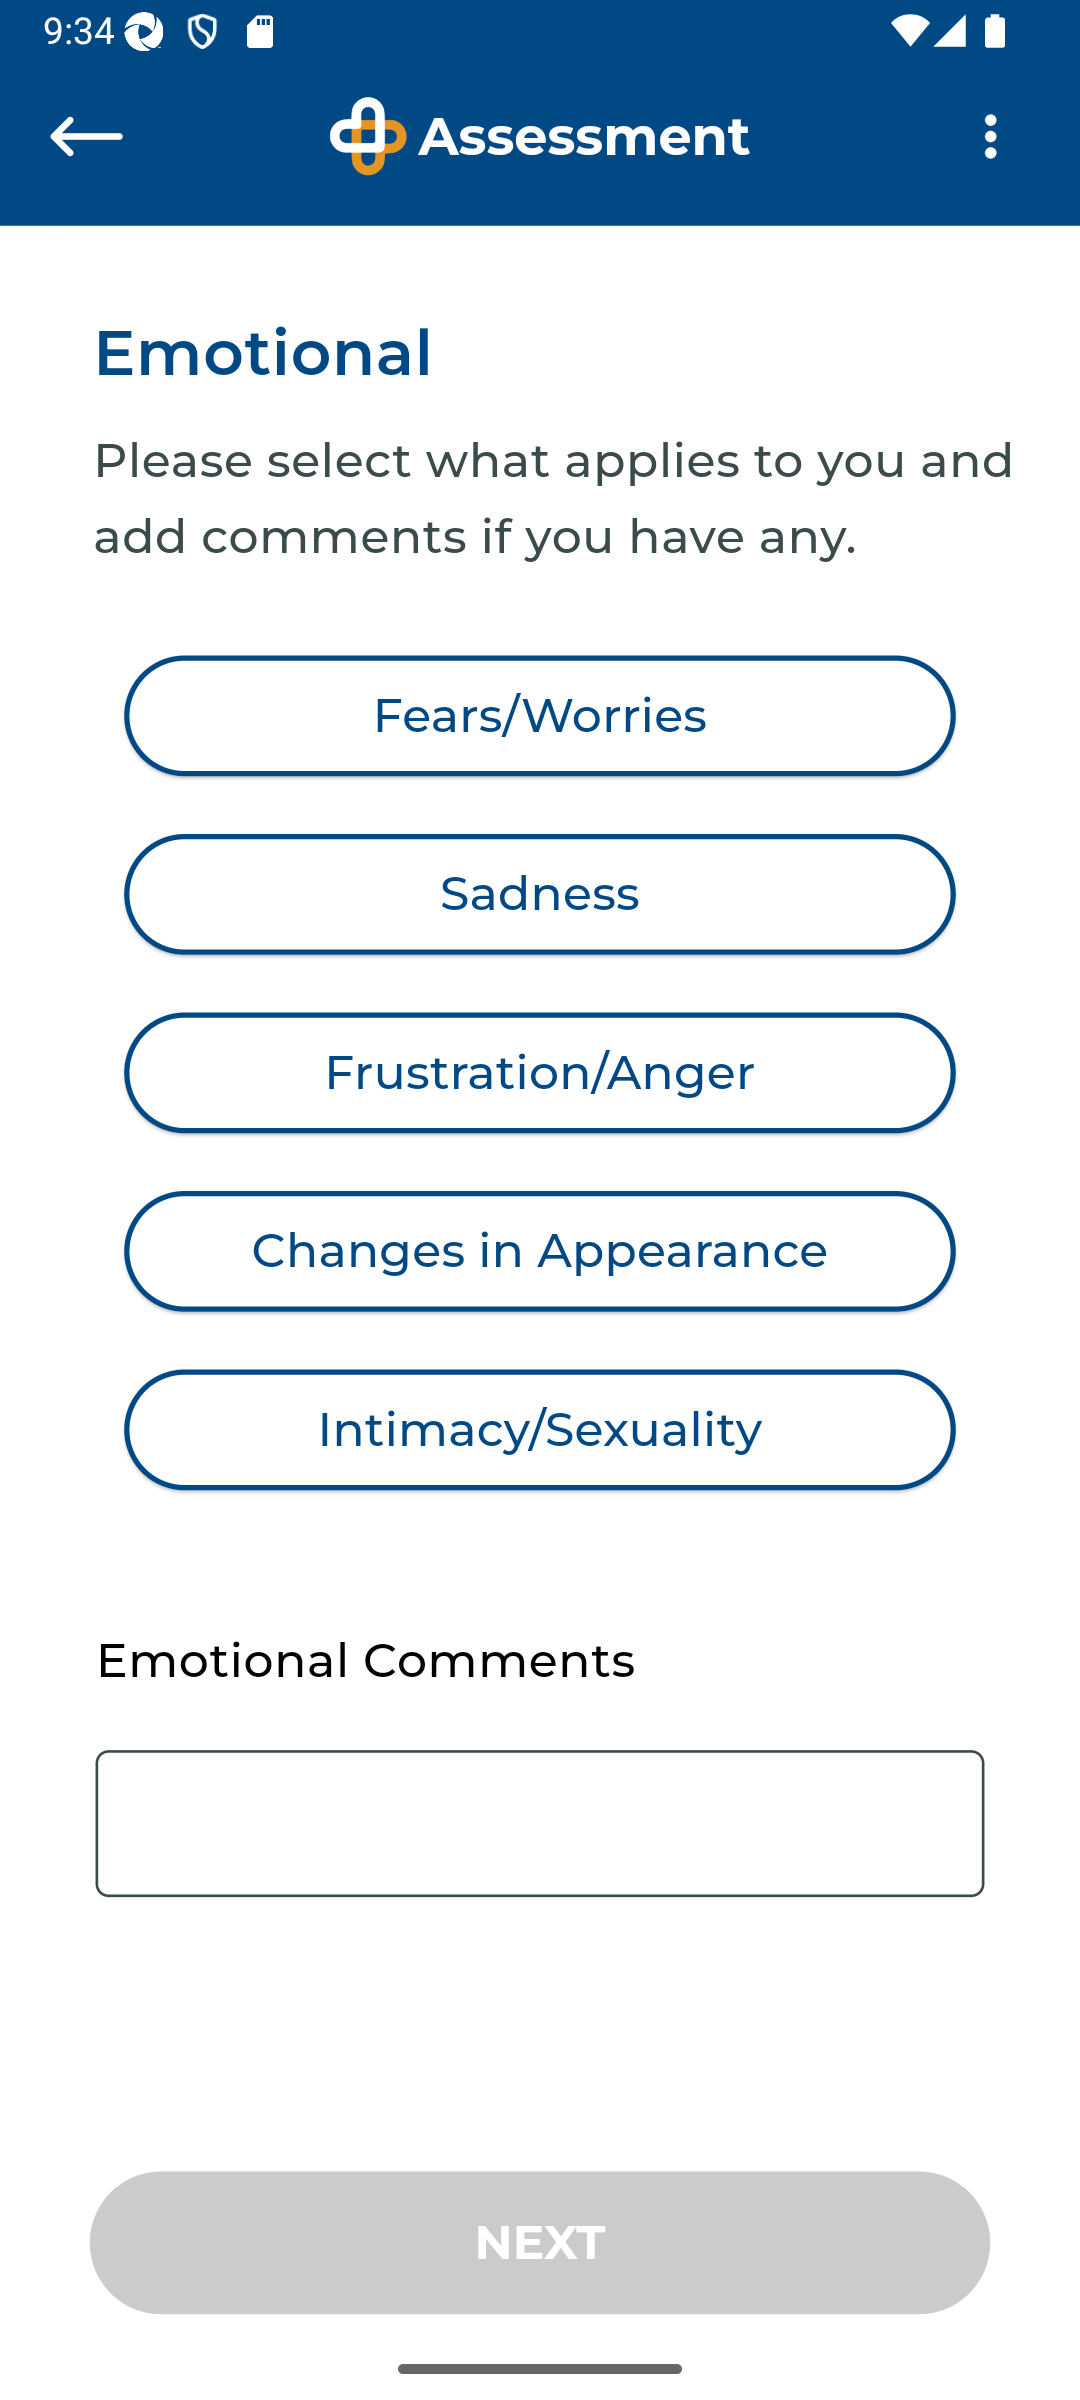 9:34
Assessment
Emotional
Please select what applies to you and
add comments if you have any.
Fears/Worries
Sadness
Frustration/Anger
Changes in Appearance
Intimacy/Sexuality
Emotional Comments
NEXT